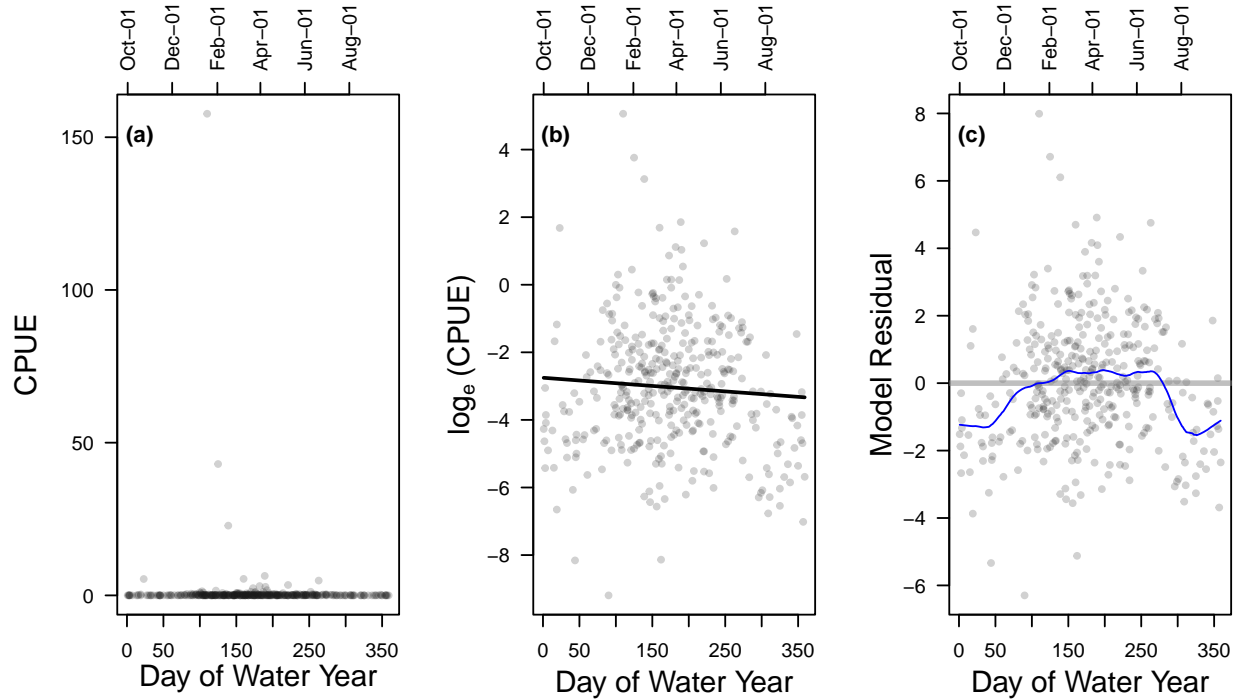 Oct−01 Dec−01 Feb−01 Apr−01 Jun−01 Aug−01
(a)
CPUE
150
100
50
0
0 50 150 250 350
Day of Water Year
Oct−01 Dec−01 Feb−01 Apr−01 Jun−01 Aug−01
(b)
logₑ (CPUE)
4
2
0
−2
−4
−6
−8
0 50 150 250 350
Day of Water Year
Oct−01 Dec−01 Feb−01 Apr−01 Jun−01 Aug−01
(c)
Model Residual
8
6
4
2
0
−2
−4
−6
0 50 150 250 350
Day of Water Year